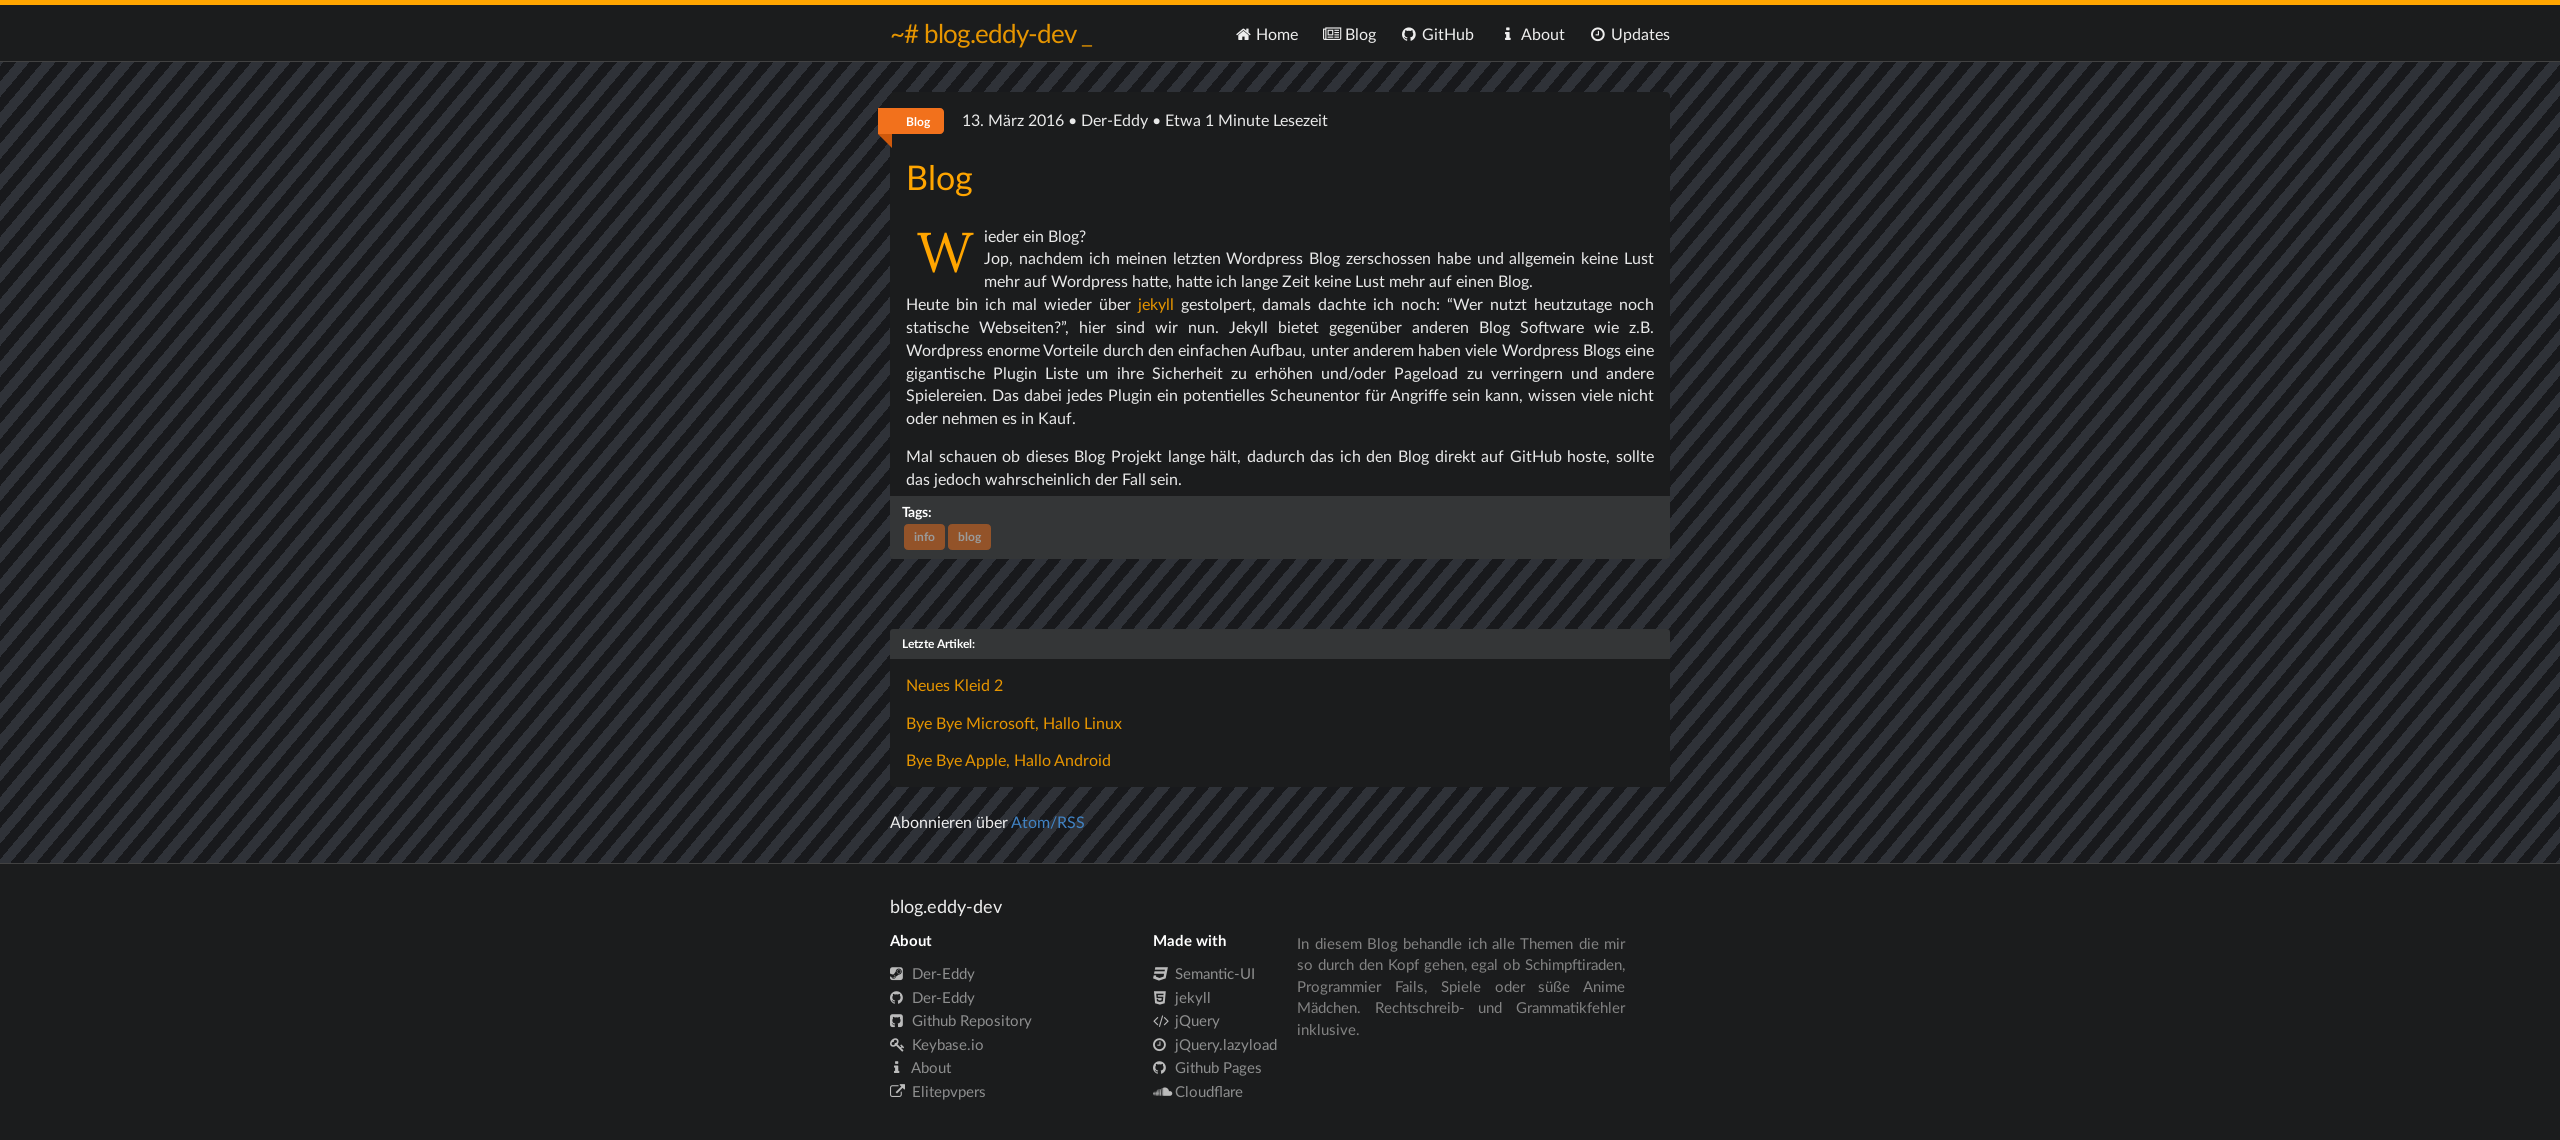 ~# blog.eddy-dev _
Home Blog GitHub About Updates
Blog 13. März 2016 • Der-Eddy • Etwa 1 Minute Lesezeit
Blog
Wieder ein Blog?
Jop, nachdem ich meinen letzten Wordpress Blog zerschossen habe und allgemein keine Lust
mehr auf Wordpress hatte, hatte ich lange Zeit keine Lust mehr auf einen Blog.
Heute bin ich mal wieder über jekyll gestolpert, damals dachte ich noch: “Wer nutzt heutzutage noch
statische Webseiten?”, hier sind wir nun. Jekyll bietet gegenüber anderen Blog Software wie z.B.
Wordpress enorme Vorteile durch den einfachen Aufbau, unter anderem haben viele Wordpress Blogs eine
gigantische Plugin Liste um ihre Sicherheit zu erhöhen und/oder Pageload zu verringern und andere
Spielereien. Das dabei jedes Plugin ein potentielles Scheunentor für Angriffe sein kann, wissen viele nicht
oder nehmen es in Kauf.
Mal schauen ob dieses Blog Projekt lange hält, dadurch das ich den Blog direkt auf GitHub hoste, sollte
das jedoch wahrscheinlich der Fall sein.
Tags:
info blog
Letzte Artikel:
Neues Kleid 2
Bye Bye Microsoft, Hallo Linux
Bye Bye Apple, Hallo Android
Abonnieren über Atom/RSS
blog.eddy-dev
About
Der-Eddy
Der-Eddy
Github Repository
Keybase.io
About
Elitepvpers
Made with
Semantic-UI
jekyll
jQuery
jQuery.lazyload
Github Pages
Cloudflare
In diesem Blog behandle ich alle Themen die mir
so durch den Kopf gehen, egal ob Schimpftiraden,
Programmier Fails, Spiele oder süße Anime
Mädchen. Rechtschreib- und Grammatikfehler
inklusive.